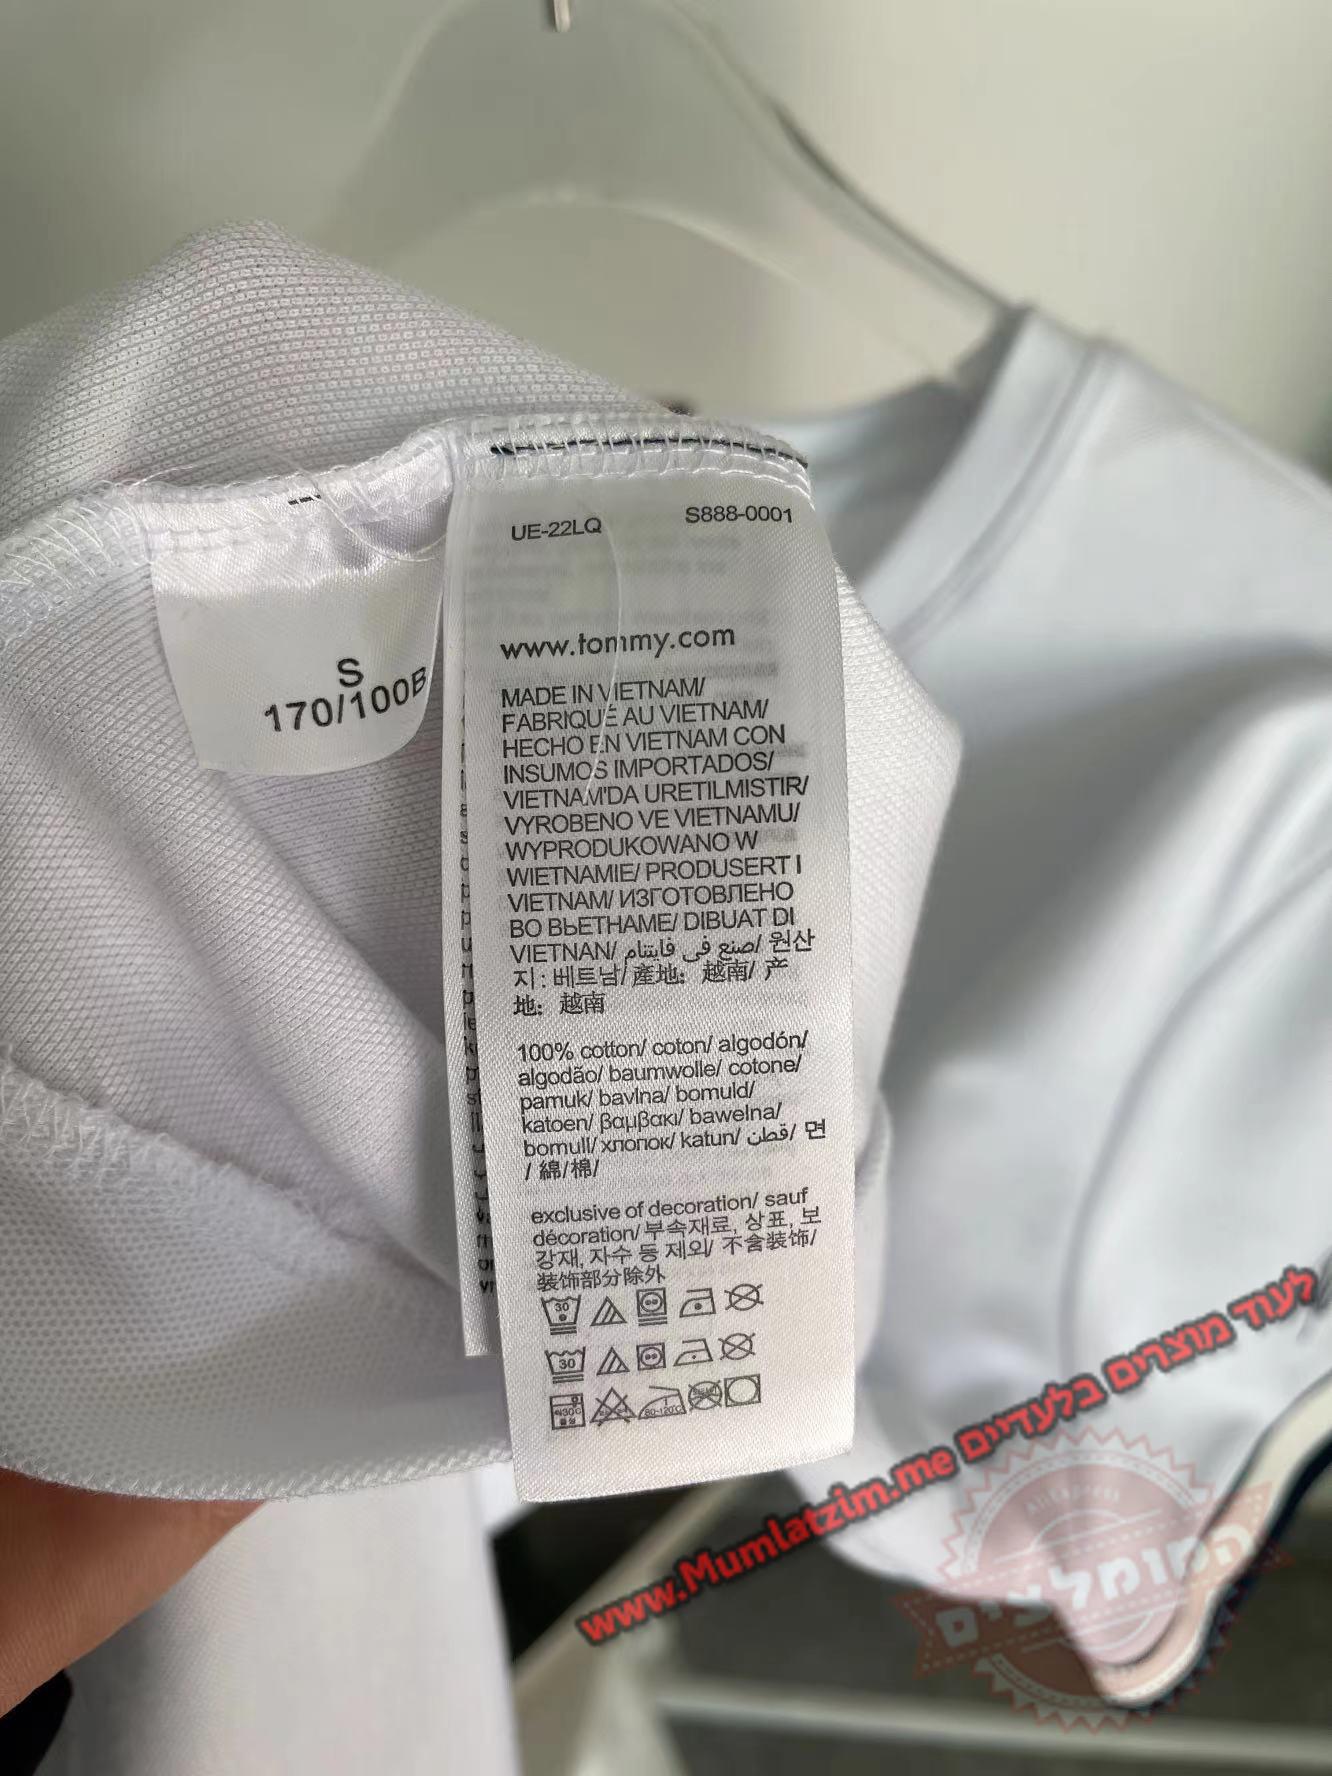 UE-22LQ S888-0001
www.tommy.com
S
170/100B
MADE IN VIETNAM/
FABRIQUÉ AU VIETNAM/
HECHO EN VIETNAM CON
INSUMOS IMPORTADOS/
VIETNAM'DA URETILMISTIR/
VYROBENO VE VIETNAMU/
WYPRODUKOWANO W
WIETNAMIE/ PRODUSERT I
VIETNAM/ ИЗГОТОВЛЕНО
ВО ВЬЕТНАМЕ/ DIBUAT DI
VIETNAN/ صنع في فايتنام/ 원산
지: 베트남/ 產地: 越南/ 产
地: 越南
100% cotton/ coton/ algodón/
algodão/ baumwolle/ cotone/
pamuk/ bavlna/ bomuld/
katoen/ βαμβακι/ bawelna/
bomull/ хлопок/ katun/ قطن/ 면
/ 綿/棉/
exclusive of decoration/ sauf
décoration/ 부속재료, 상표, 보
강재, 자수 등 제외/ 不含装饰/
装饰部分除外
30
30
80-120°C
לעוד מוצרים בלעדיים www.Mumlatzim.me
AliExpress
המומלצים